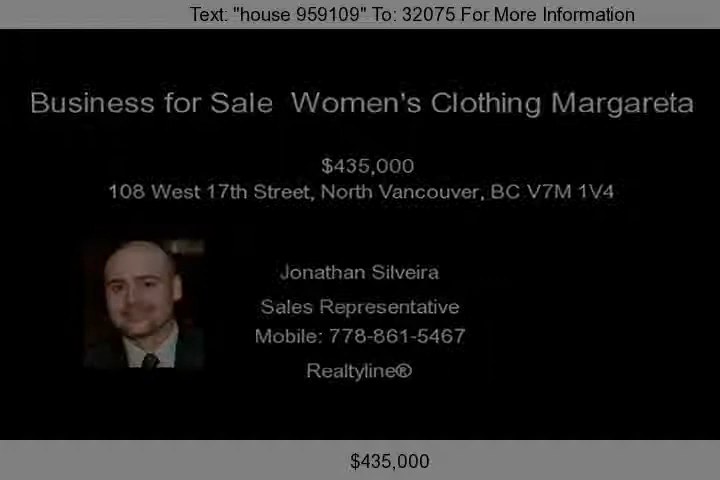 Text: "house 959109" To: 32075 For More Information
Business for Sale  Women's Clothing Margareta
$435,000
108 West 17th Street, North Vancouver, BC V7M 1V4
Jonathan Silveira
Sales Representative
Mobile: 778-861-5467
Realtyline®
$435,000